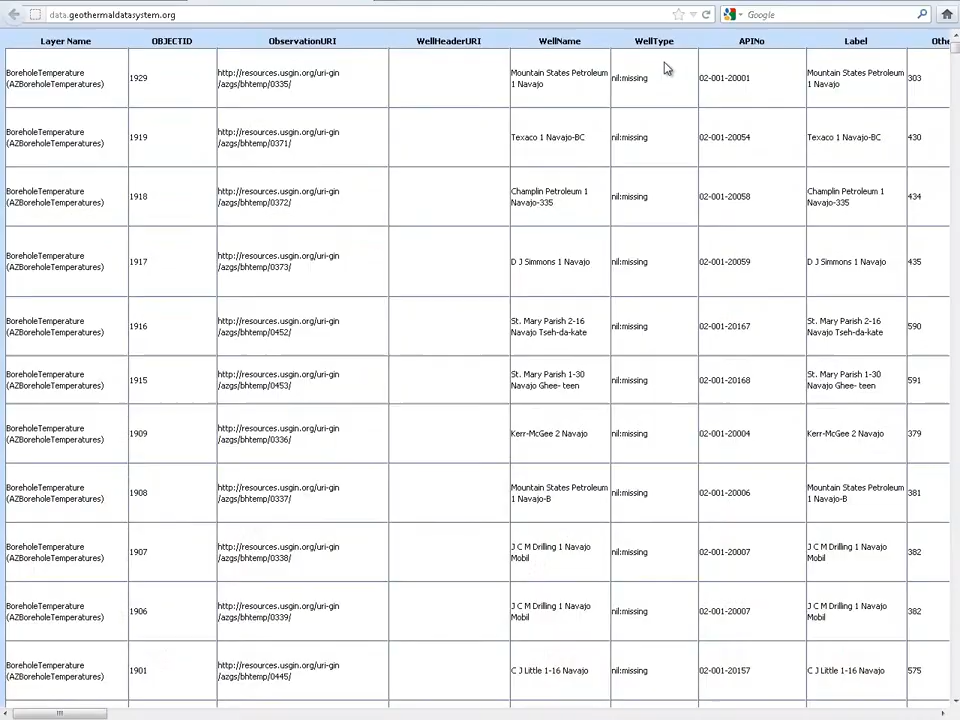 data.geothermaldatasystem.org
Google
Layer Name OBJECTID ObservationURI WellHeaderURI WellName WellType APINo Label Othe
BoreholeTemperature (AZBoreholeTemperatures) 1929 http://resources.usgin.org/uri-gin /azgs/bhtemp/0335/ Mountain States Petroleum 1 Navajo nil:missing 02-001-20001 Mountain States Petroleum 1 Navajo 303
BoreholeTemperature (AZBoreholeTemperatures) 1919 http://resources.usgin.org/uri-gin /azgs/bhtemp/0371/ Texaco 1 Navajo-BC nil:missing 02-001-20054 Texaco 1 Navajo-BC 430
BoreholeTemperature (AZBoreholeTemperatures) 1918 http://resources.usgin.org/uri-gin /azgs/bhtemp/0372/ Champlin Petroleum 1 Navajo-335 nil:missing 02-001-20058 Champlin Petroleum 1 Navajo-335 434
BoreholeTemperature (AZBoreholeTemperatures) 1917 http://resources.usgin.org/uri-gin /azgs/bhtemp/0373/ D J Simmons 1 Navajo nil:missing 02-001-20059 D J Simmons 1 Navajo 435
BoreholeTemperature (AZBoreholeTemperatures) 1916 http://resources.usgin.org/uri-gin /azgs/bhtemp/0452/ St. Mary Parish 2-16 Navajo Tseh-da-kate nil:missing 02-001-20167 St. Mary Parish 2-16 Navajo Tseh-da-kate 590
BoreholeTemperature (AZBoreholeTemperatures) 1915 http://resources.usgin.org/uri-gin /azgs/bhtemp/0453/ St. Mary Parish 1-30 Navajo Ghee- teen nil:missing 02-001-20168 St. Mary Parish 1-30 Navajo Ghee- teen 591
BoreholeTemperature (AZBoreholeTemperatures) 1909 http://resources.usgin.org/uri-gin /azgs/bhtemp/0336/ Kerr-McGee 2 Navajo nil:missing 02-001-20004 Kerr-McGee 2 Navajo 379
BoreholeTemperature (AZBoreholeTemperatures) 1908 http://resources.usgin.org/uri-gin /azgs/bhtemp/0337/ Mountain States Petroleum 1 Navajo-B nil:missing 02-001-20006 Mountain States Petroleum 1 Navajo-B 381
BoreholeTemperature (AZBoreholeTemperatures) 1907 http://resources.usgin.org/uri-gin /azgs/bhtemp/0338/ J C M Drilling 1 Navajo Mobil nil:missing 02-001-20007 J C M Drilling 1 Navajo Mobil 382
BoreholeTemperature (AZBoreholeTemperatures) 1906 http://resources.usgin.org/uri-gin /azgs/bhtemp/0339/ J C M Drilling 1 Navajo Mobil nil:missing 02-001-20007 J C M Drilling 1 Navajo Mobil 382
BoreholeTemperature (AZBoreholeTemperatures) 1901 http://resources.usgin.org/uri-gin /azgs/bhtemp/0445/ C J Little 1-16 Navajo nil:missing 02-001-20157 C J Little 1-16 Navajo 575